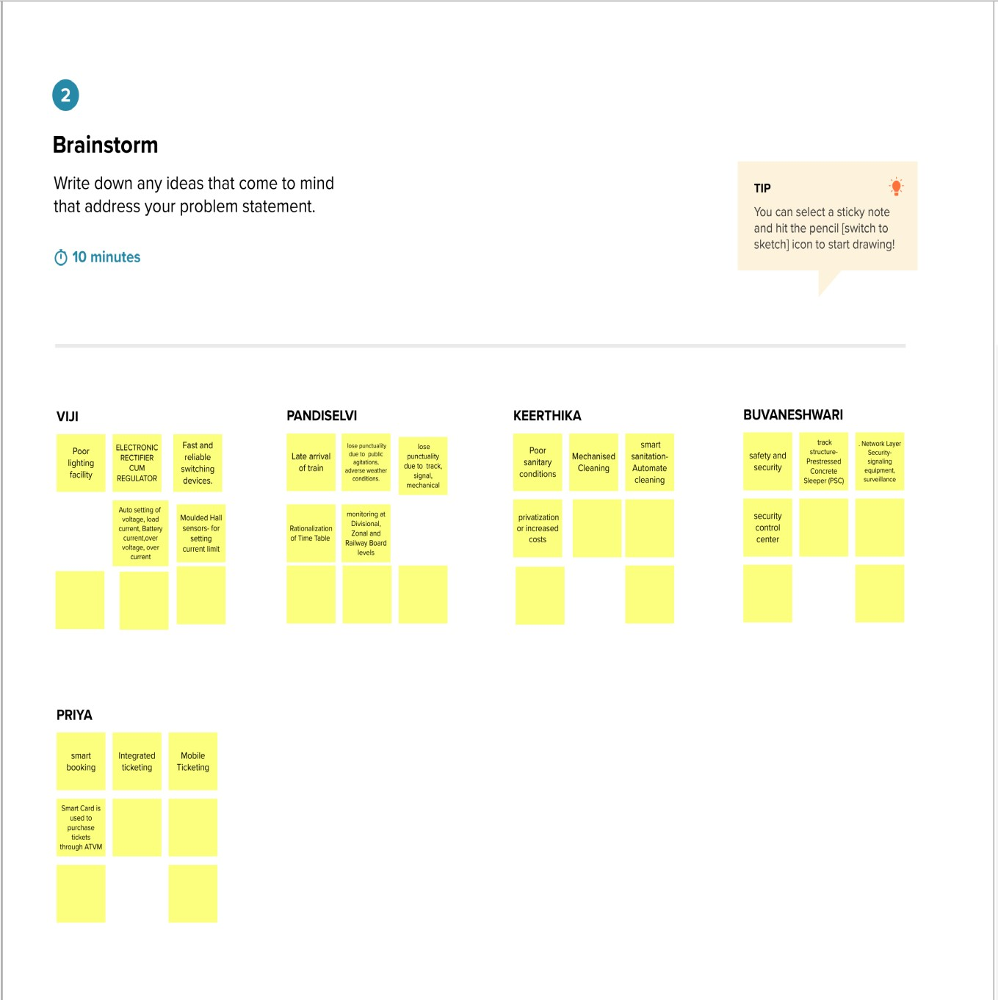 2
Brainstorm
Write down any ideas that come to mind
that address your problem statement.
10 minutes
TIP
You can select a sticky note
and hit the pencil [switch to
sketch] icon to start drawing!
VIJI
Poor
lighting
facility
ELECTRONIC
RECTIFIER
CUM
REGULATOR
Fast and
reliable
switching
devices.
Auto setting of
voltage, load
current, Battery
current,over
voltage, over
current
Moulded Hall
sensors- for
setting
current limit
PANDISELVI
Late arrival
of train
lose punctuality
due to public
agitations,
adverse weather
conditions.
lose
punctuality
due to track,
signal,
mechanical
Rationalization
of Time Table
monitoring at
Divisional,
Zonal and
Railway Board
levels
KEERTHIKA
Poor
sanitary
conditions
Mechanised
Cleaning
smart
sanitation-
Automate
cleaning
privatization
or increased
costs
BUVANESHWARI
safety and
security
track
structure-
Prestressed
Concrete
Sleeper (PSC)
. Network Layer
Security-
signaling
equipment,
surveillance
security
control
center
PRIYA
smart
booking
Integrated
ticketing
Mobile
Ticketing
Smart Card is
used to
purchase
tickets
through ATVM